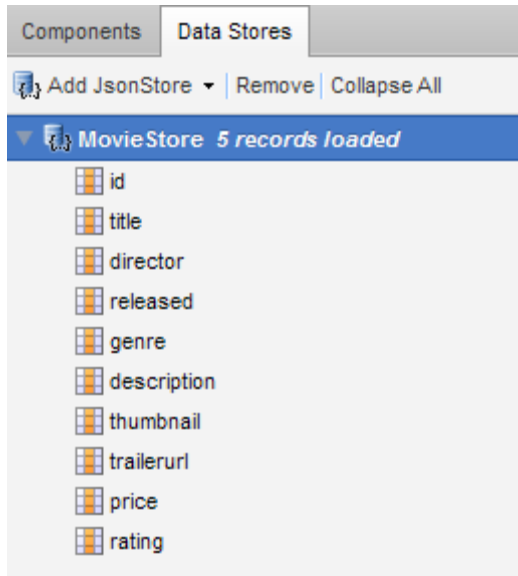 Components Data Stores
Add JsonStore Remove Collapse All
MovieStore 5 records loaded
id
title
director
released
genre
description
thumbnail
trailerurl
price
rating